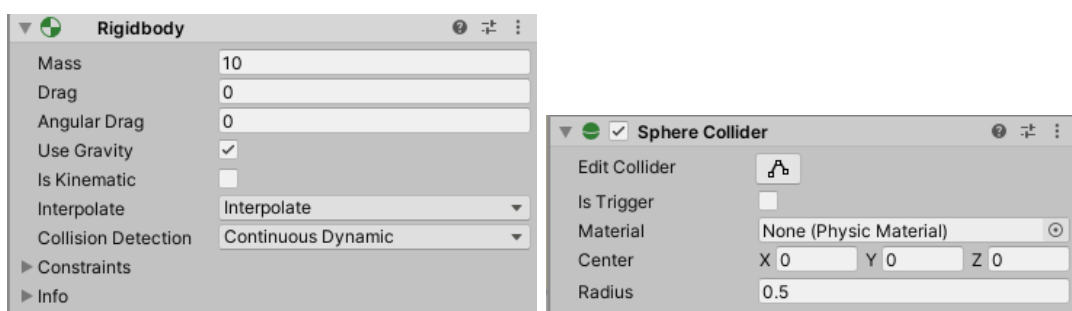 Rigidbody
Mass 10
Drag 0
Angular Drag 0
Use Gravity
Is Kinematic
Interpolate Interpolate
Collision Detection Continuous Dynamic
Constraints
Info
Sphere Collider
Edit Collider
Is Trigger
Material None (Physic Material)
Center X 0 Y 0 Z 0
Radius 0.5